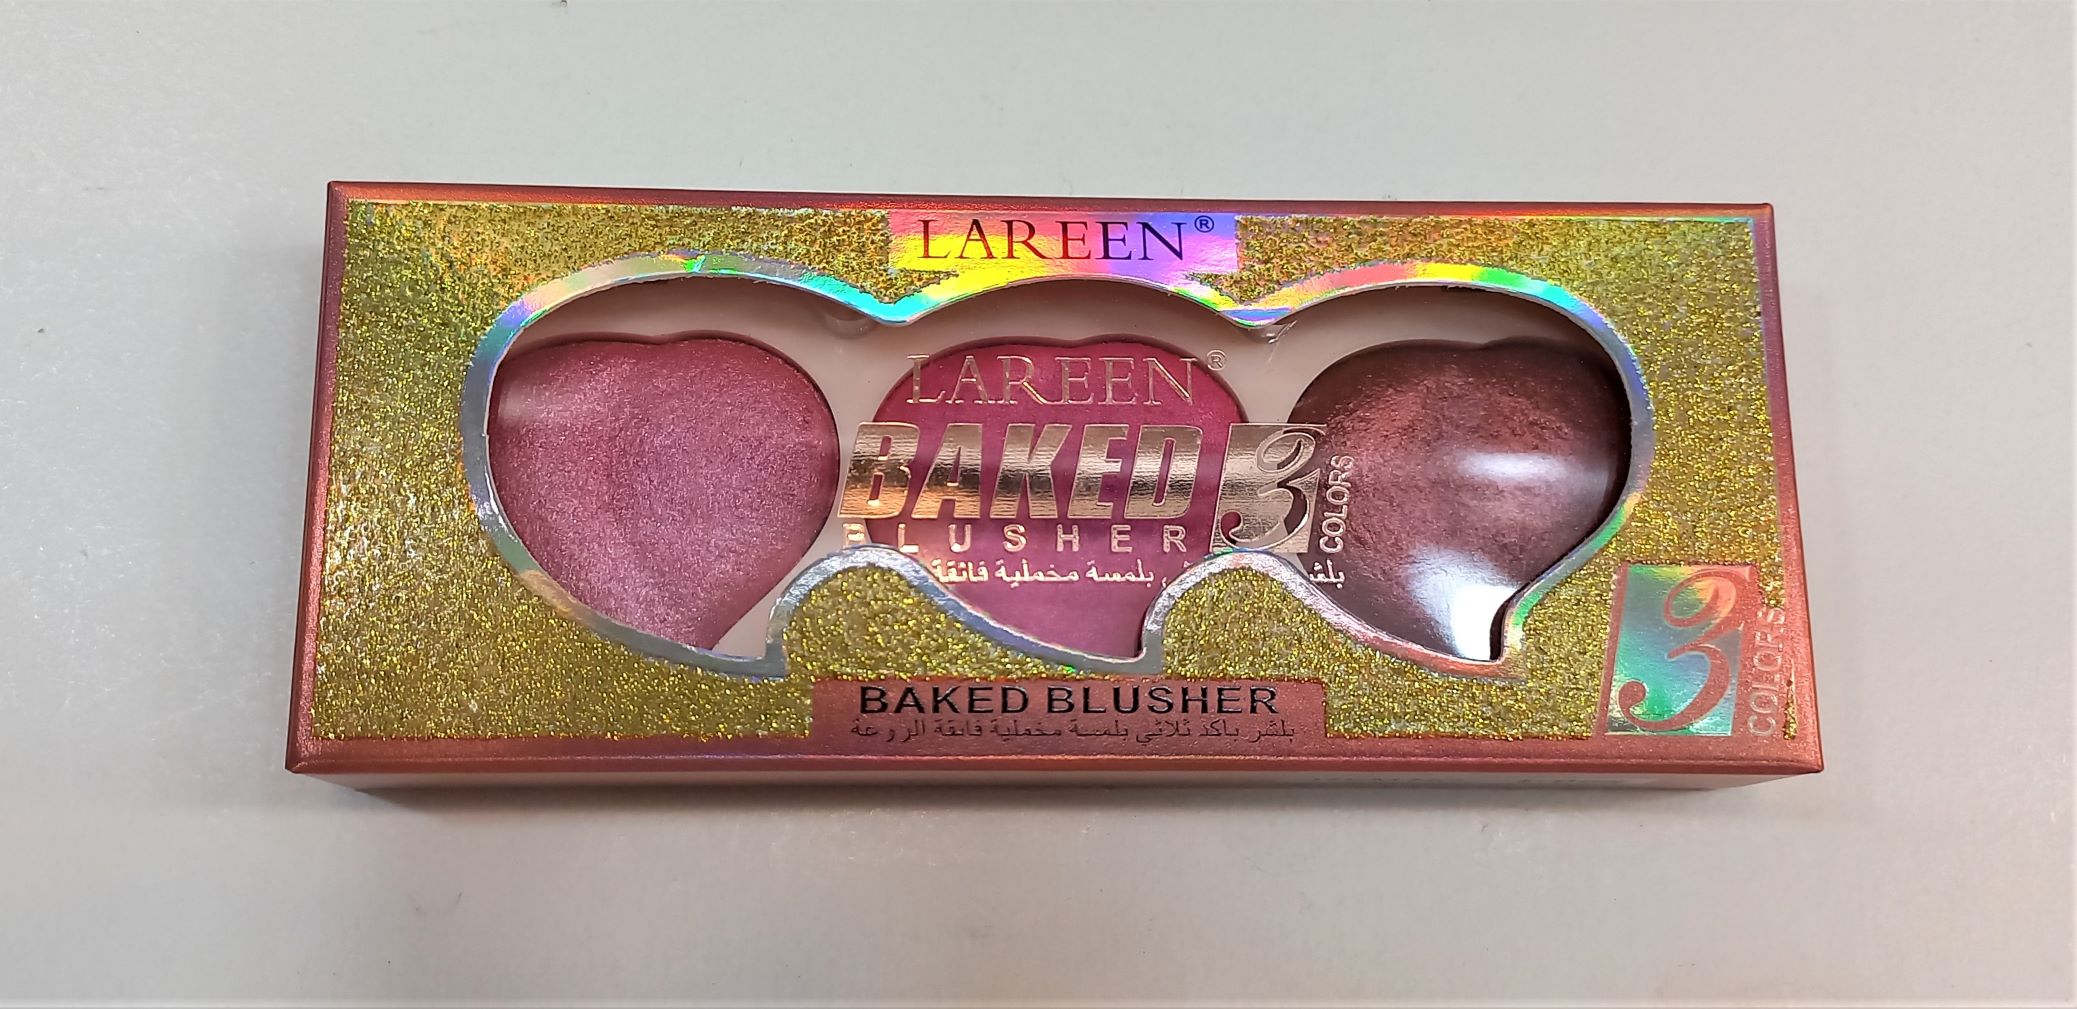 LAREEN®
LAREEN®
BAKED 3 COLORS
BLUSHER
بلمسة مخملية فائقة
3 COLORS
BAKED BLUSHER
بلشر باكد ثلاثي بلمسة مخملية فائقة الروعة